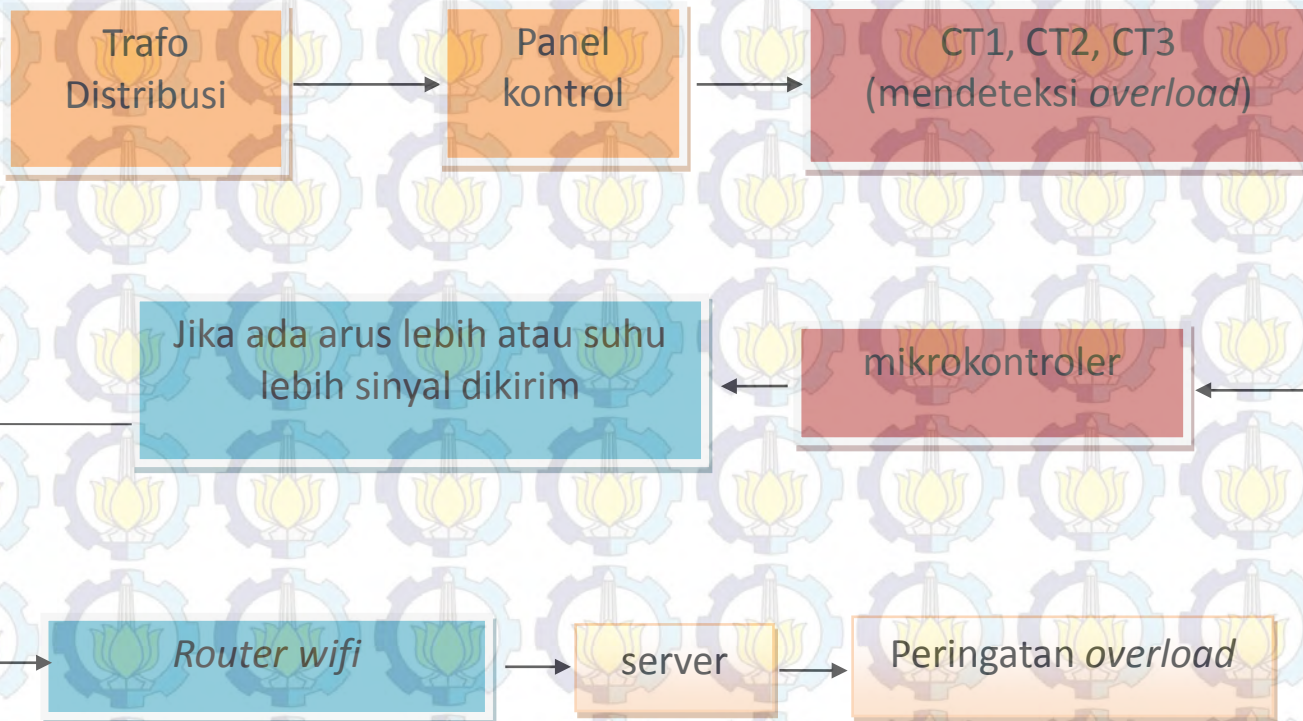 Trafo
Distribusi
Panel
kontrol
CT1, CT2, CT3
(mendeteksi overload)
Jika ada arus lebih atau suhu
lebih sinyal dikirim
mikrokontroler
Router wifi
server
Peringatan overload